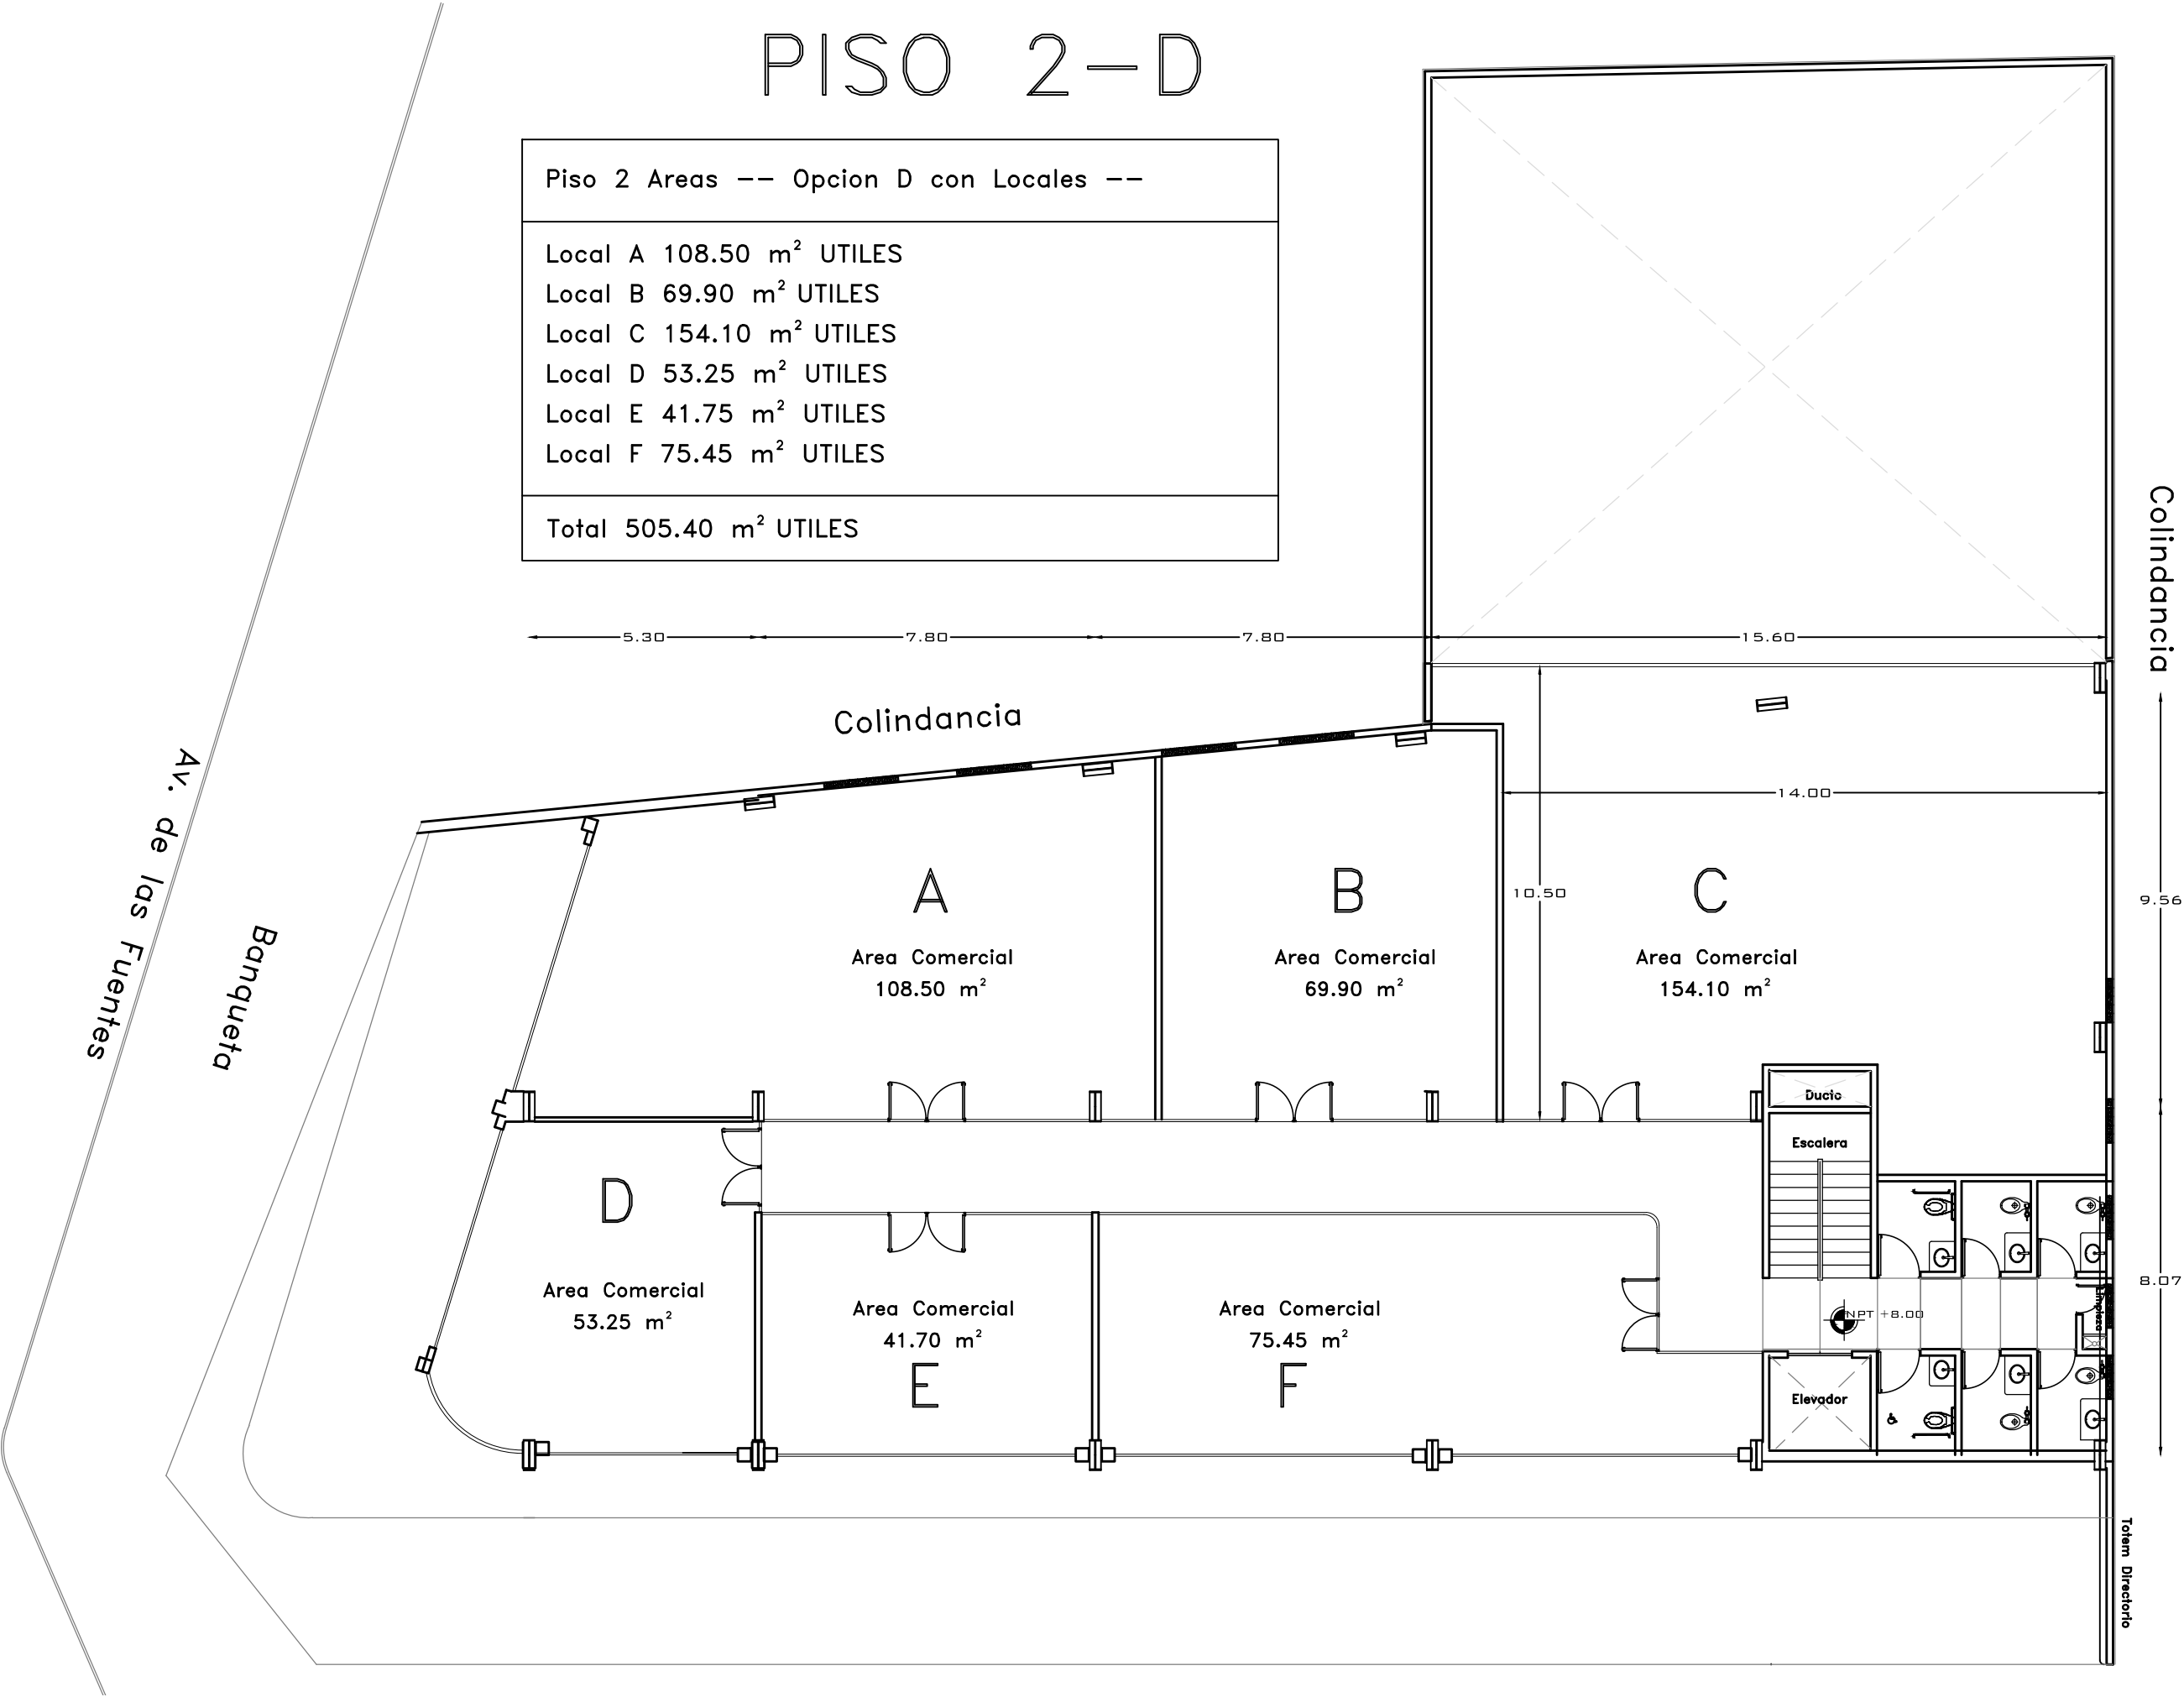 PISO 2-D
Piso 2 Areas -- Opcion D con Locales --
Local A 108.50 m² UTILES
Local B 69.90 m² UTILES
Local C 154.10 m² UTILES
Local D 53.25 m² UTILES
Local E 41.75 m² UTILES
Local F 75.45 m² UTILES
Total 505.40 m² UTILES
5.30
7.80
7.80
15.60
Colindancia
Colindancia
Av. de las Fuentes
Banqueta
14.00
10.50
9.56
8.07
A
Area Comercial
108.50 m²
B
Area Comercial
69.90 m²
C
Area Comercial
154.10 m²
Ducto
Escalera
D
Area Comercial
53.25 m²
Area Comercial
41.70 m²
E
Area Comercial
75.45 m²
F
NPT +8.00
Limpieza
Elevador
Totem Directorio